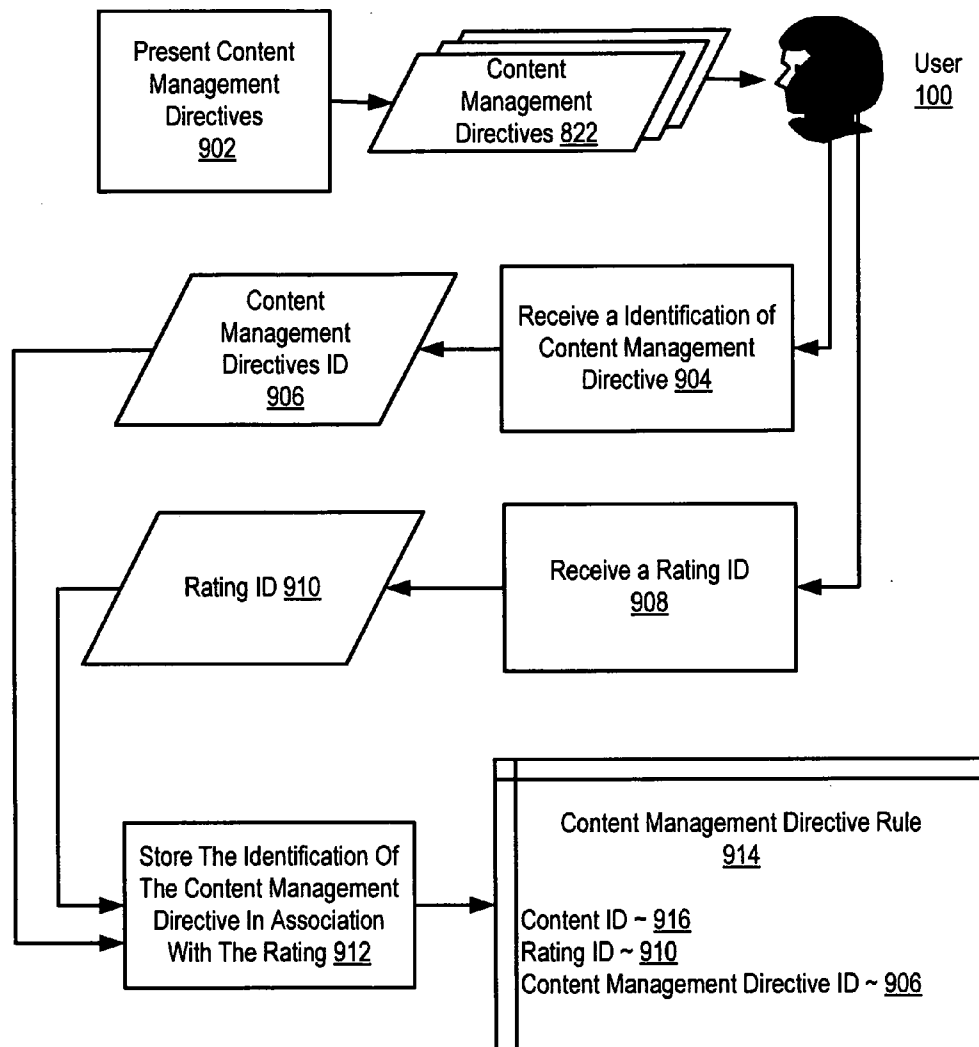 Present Content
Management
Directives
902
Content
Management
Directives 822
User
100
Content
Management
Directives ID
906
Receive a Identification of
Content Management
Directive 904
Rating ID 910
Receive a Rating ID
908
Store The Identification Of
The Content Management
Directive In Association
With The Rating 912
Content Management Directive Rule
914
Content ID ~ 916
Rating ID ~ 910
Content Management Directive ID ~ 906